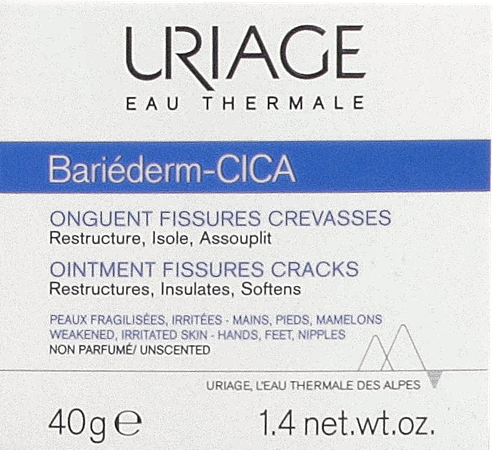 URIAGE
EAU THERMALE
Bariéderm-CICA
ONGUENT FISSURES CREVASSES
Restructure, Isole, Assouplit
OINTMENT FISSURES CRACKS
Restructures, Insulates, Softens
PEAUX FRAGILISÉES, IRRITÉES - MAINS, PIEDS, MAMELONS
WEAKENED, IRRITATED SKIN - HANDS, FEET, NIPPLES
NON PARFUMÉ/ UNSCENTED
URIAGE, L'EAU THERMALE DES ALPES
40g e 1.4 net.wt.oz.